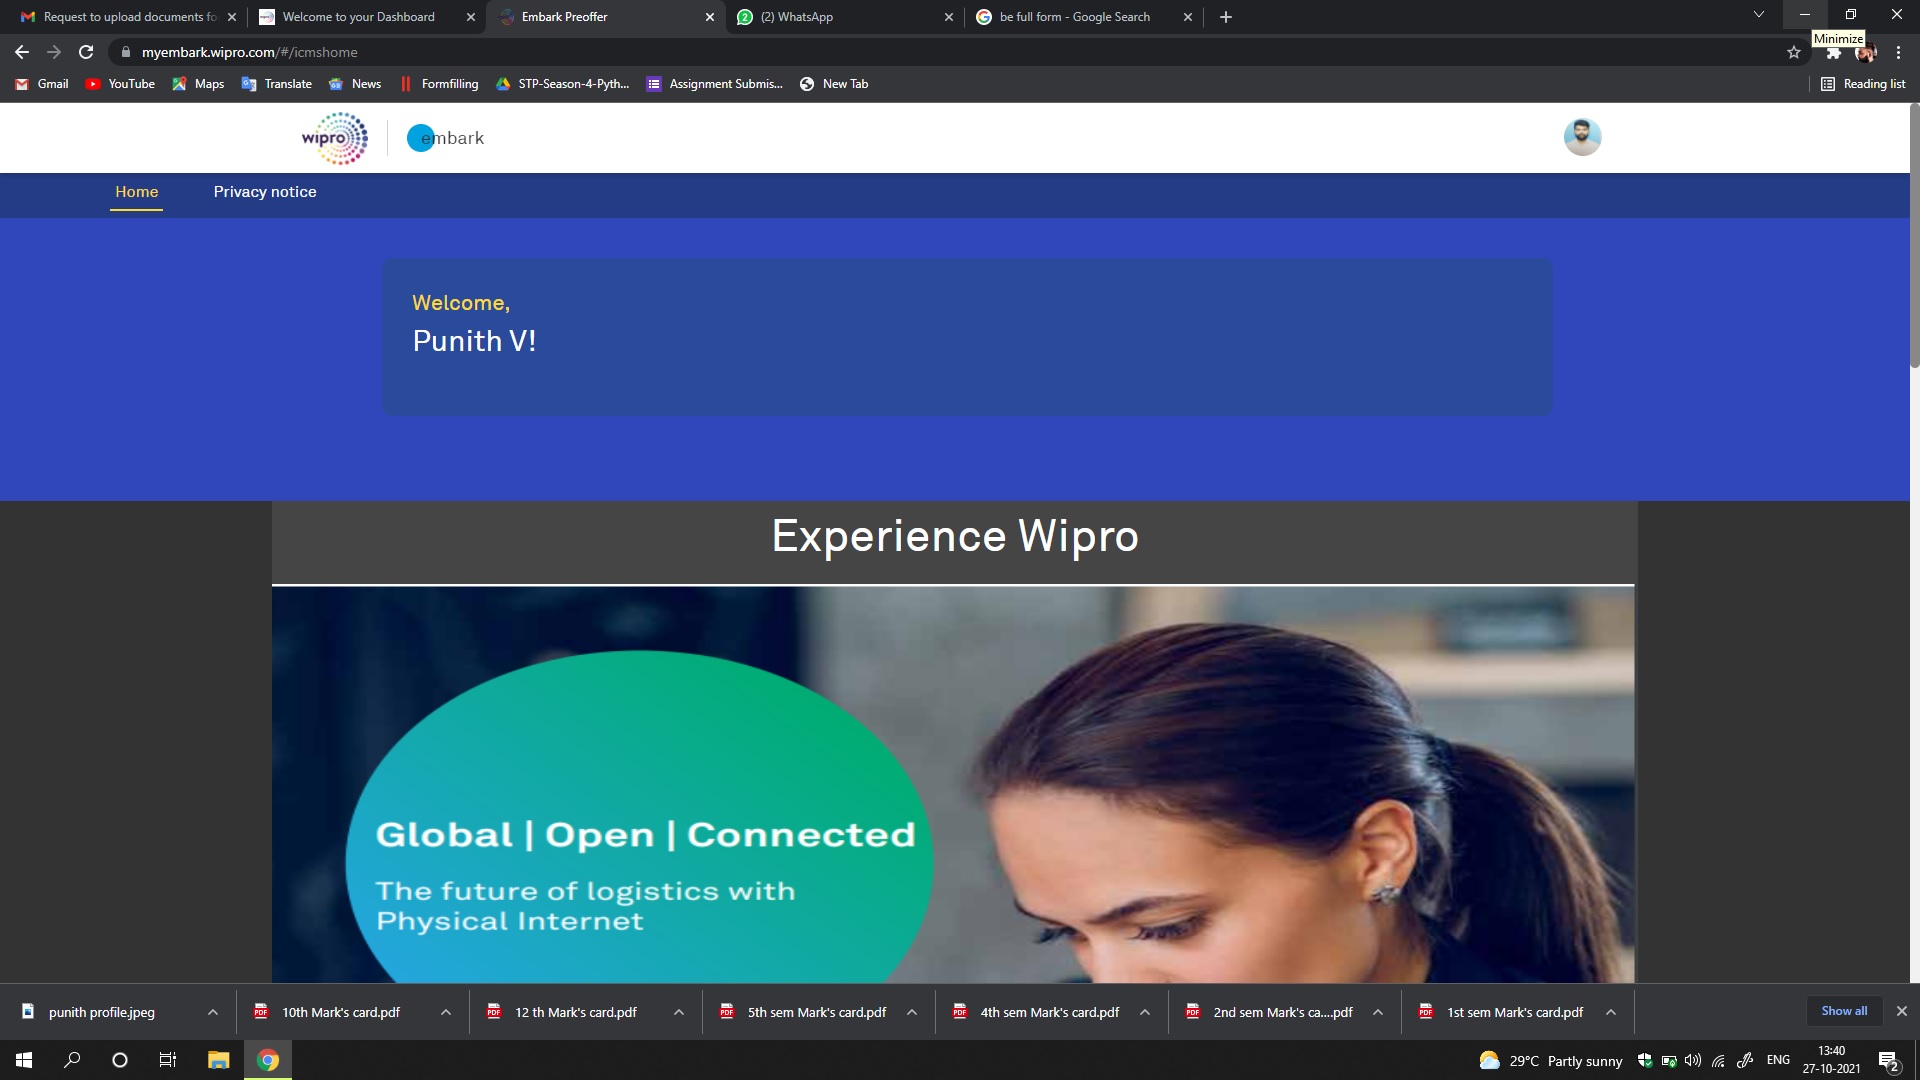 Request to upload documents fo
Welcome to your Dashboard
Embark Preoffer
(2) WhatsApp
be full form - Google Search
Minimize
myembark.wipro.com/#/icmshome
Gmail
YouTube
Maps
Translate
News
Formfilling
STP-Season-4-Pyth...
Assignment Submis...
New Tab
Reading list
wipro
embark
Home
Privacy notice
Welcome,
Punith V!
Experience Wipro
Global | Open | Connected
The future of logistics with
Physical Internet
punith profile.jpeg
10th Mark's card.pdf
12 th Mark's card.pdf
5th sem Mark's card.pdf
4th sem Mark's card.pdf
2nd sem Mark's ca....pdf
1st sem Mark's card.pdf
Show all
29°C Partly sunny
ENG
13:40
27-10-2021
2